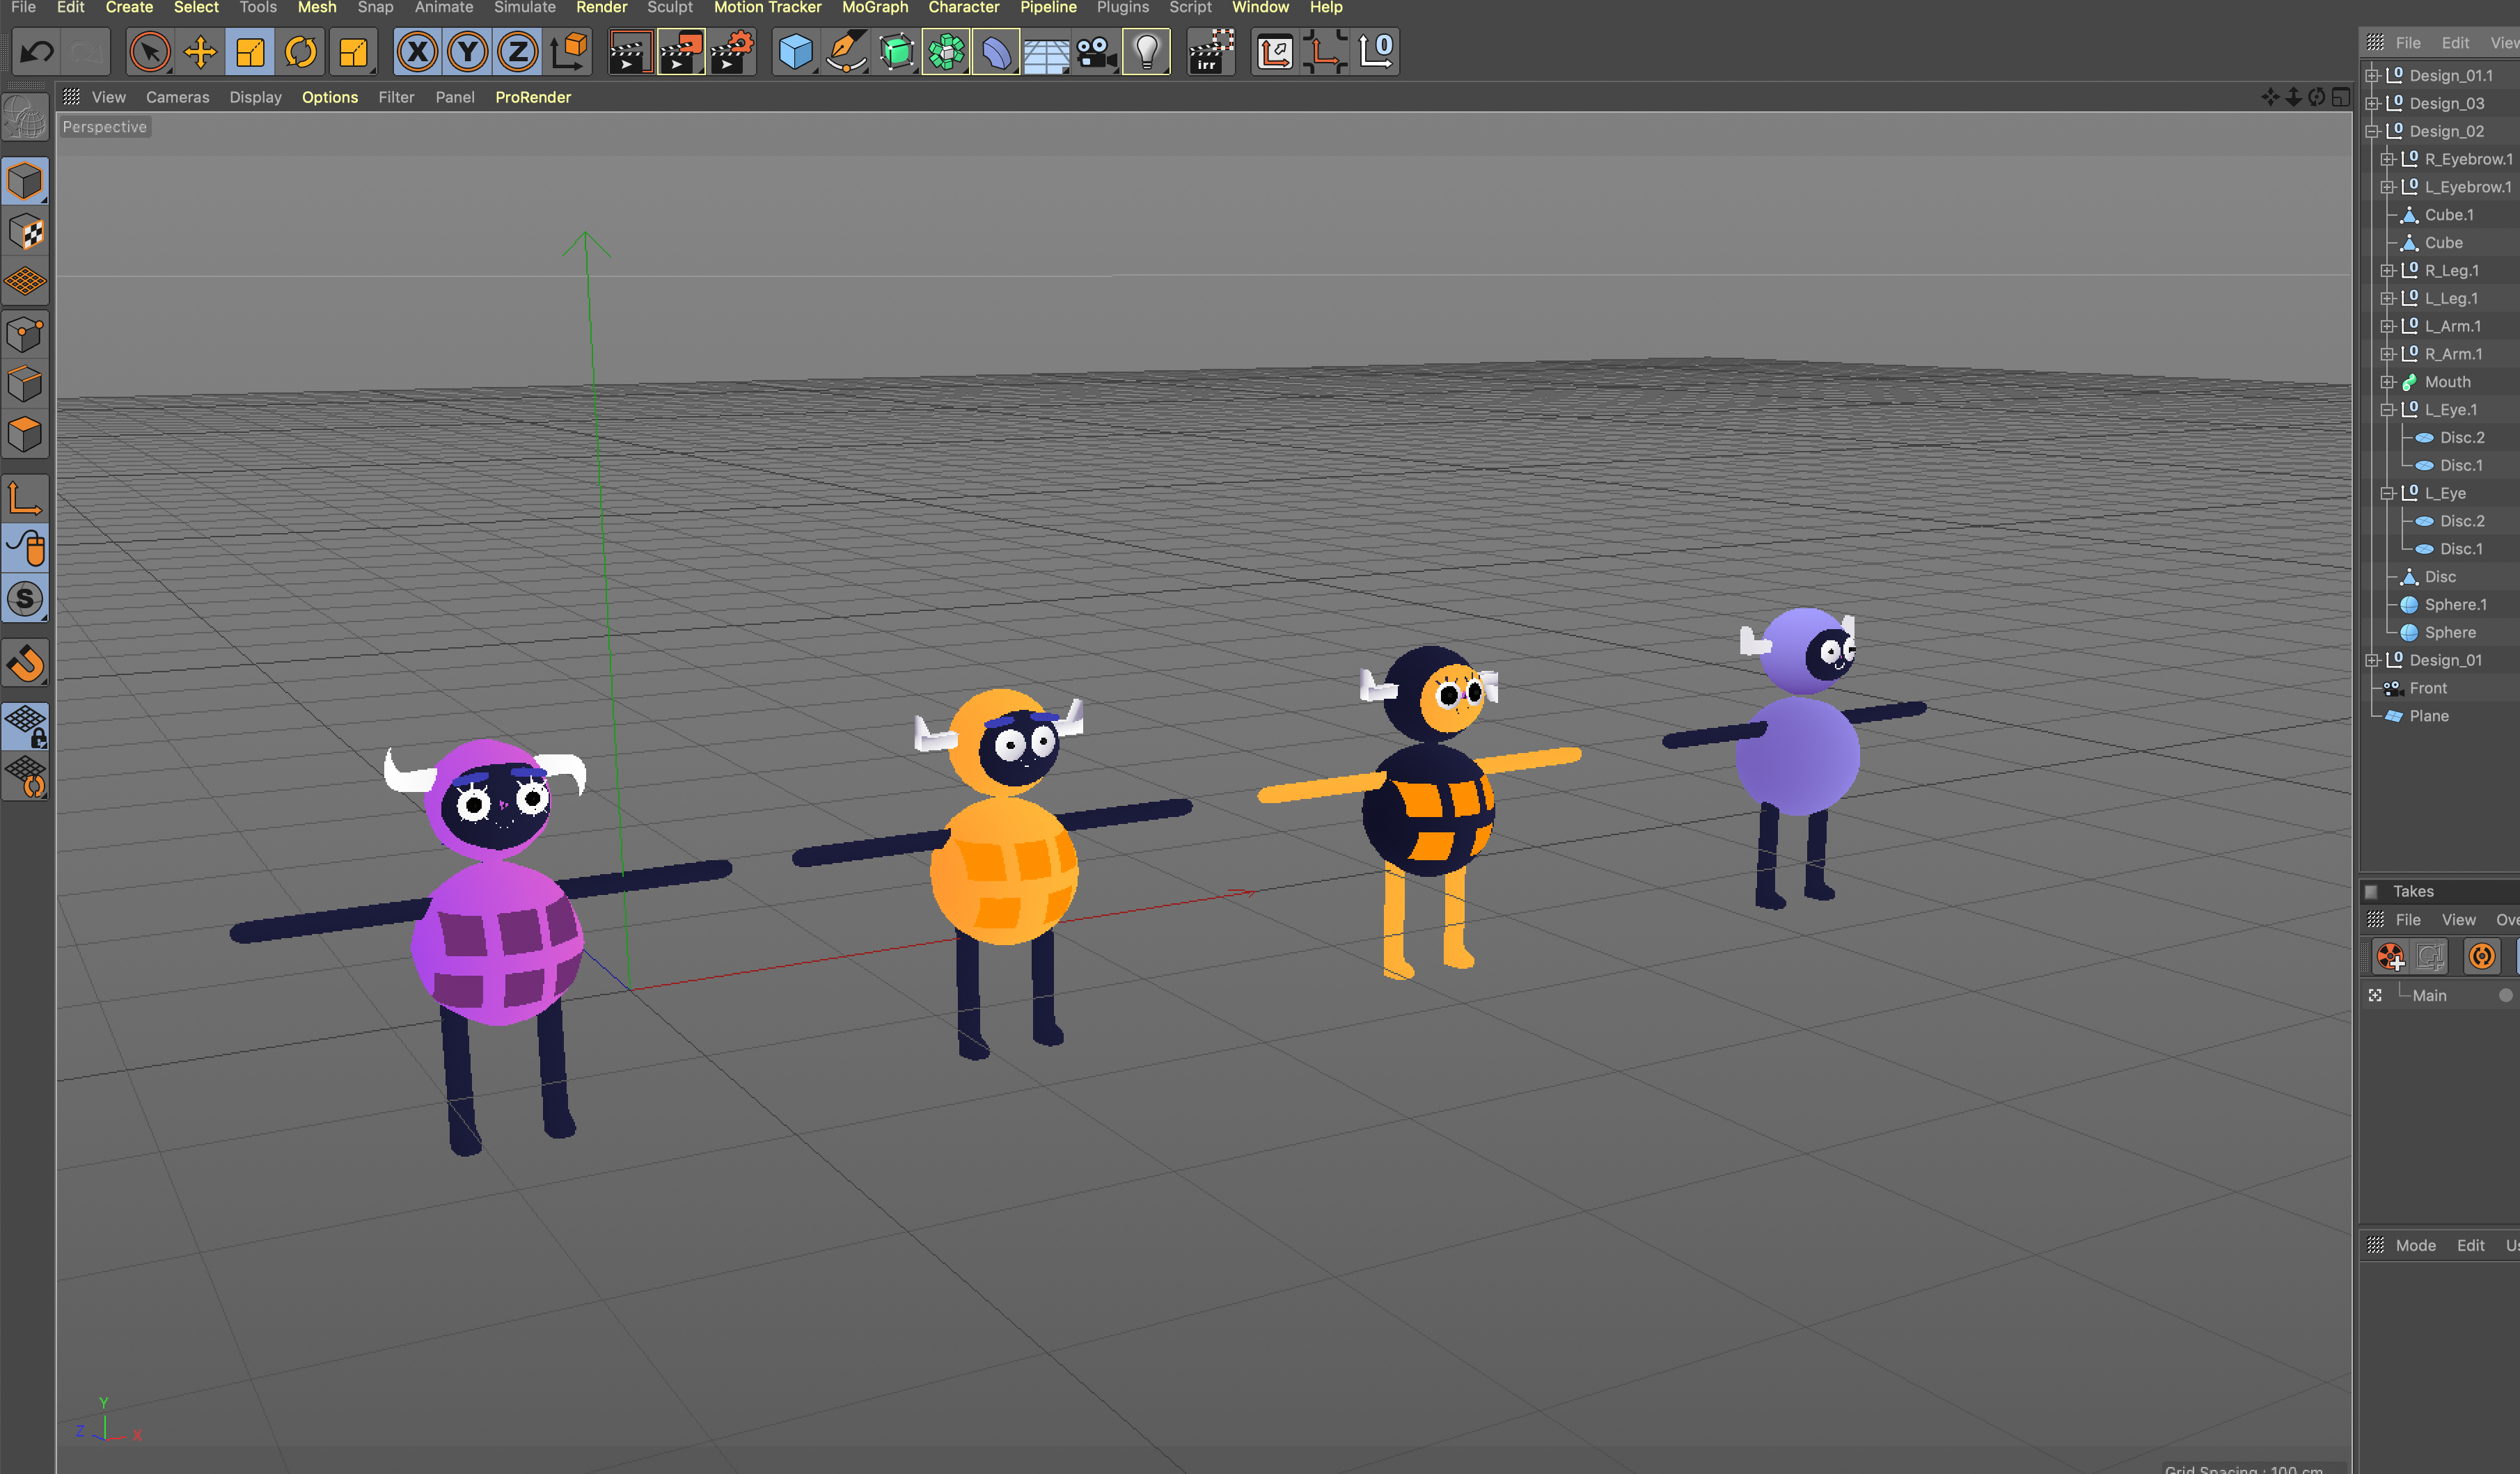 File Edit Create Select Tools Mesh Snap Animate Simulate Render Sculpt Motion Tracker MoGraph Character Pipeline Plugins Script Window Help
X Y Z
irr
0
S
View Cameras Display Options Filter Panel ProRender
Perspective
Y
Z X
Grid Spacing : 100 cm
File Edit View
Design_01.1
Design_03
Design_02
R_Eyebrow.1
L_Eyebrow.1
Cube.1
Cube
R_Leg.1
L_Leg.1
L_Arm.1
R_Arm.1
Mouth
L_Eye.1
Disc.2
Disc.1
L_Eye
Disc.2
Disc.1
Disc
Sphere.1
Sphere
Design_01
Front
Plane
Takes
File View Ove
Main
Mode Edit Us